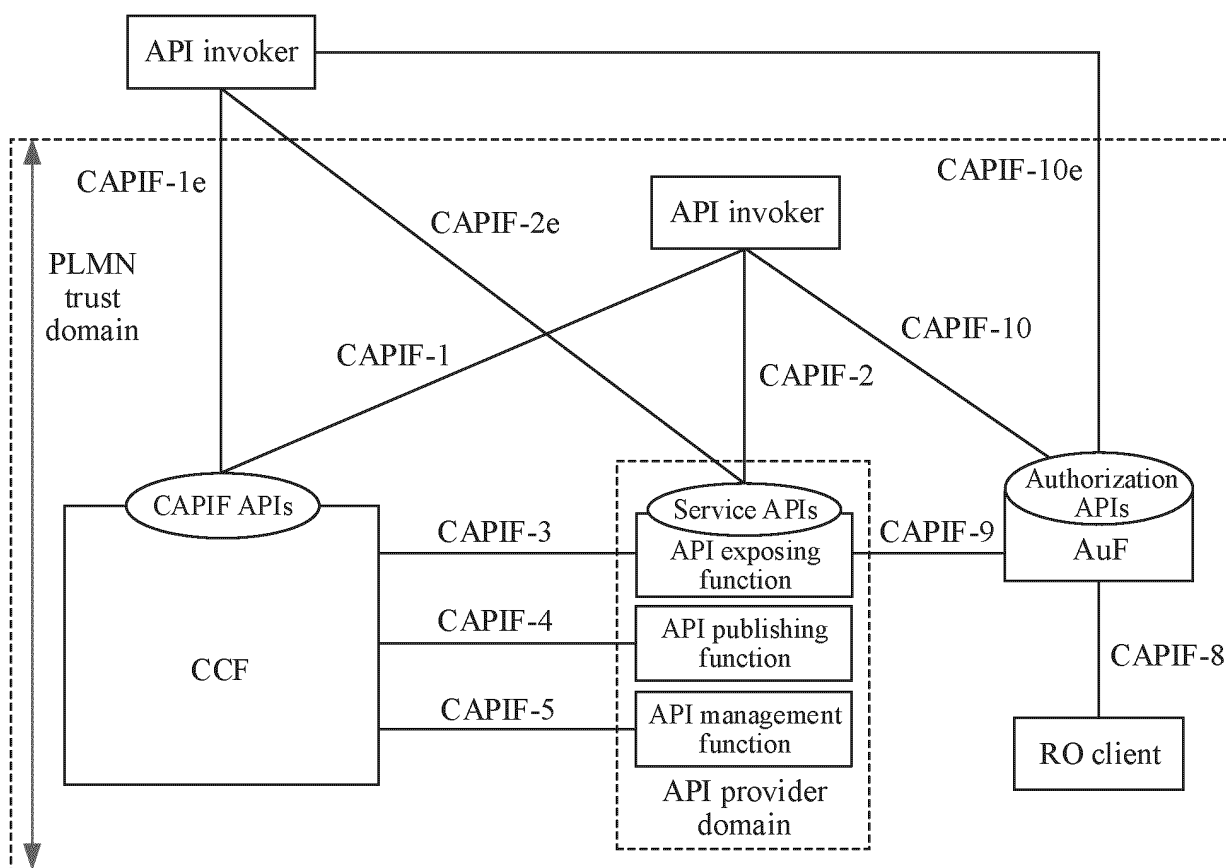 API invoker
CAPIF-1e
CAPIF-10e
PLMN
trust
domain
CAPIF-2e
API invoker
CAPIF-1
CAPIF-2
CAPIF-10
CAPIF APIs
Service APIs
Authorization
APIs
CAPIF-3
API exposing
function
CAPIF-9
AuF
CAPIF-4
API publishing
function
CCF
CAPIF-8
CAPIF-5
API management
function
RO client
API provider
domain